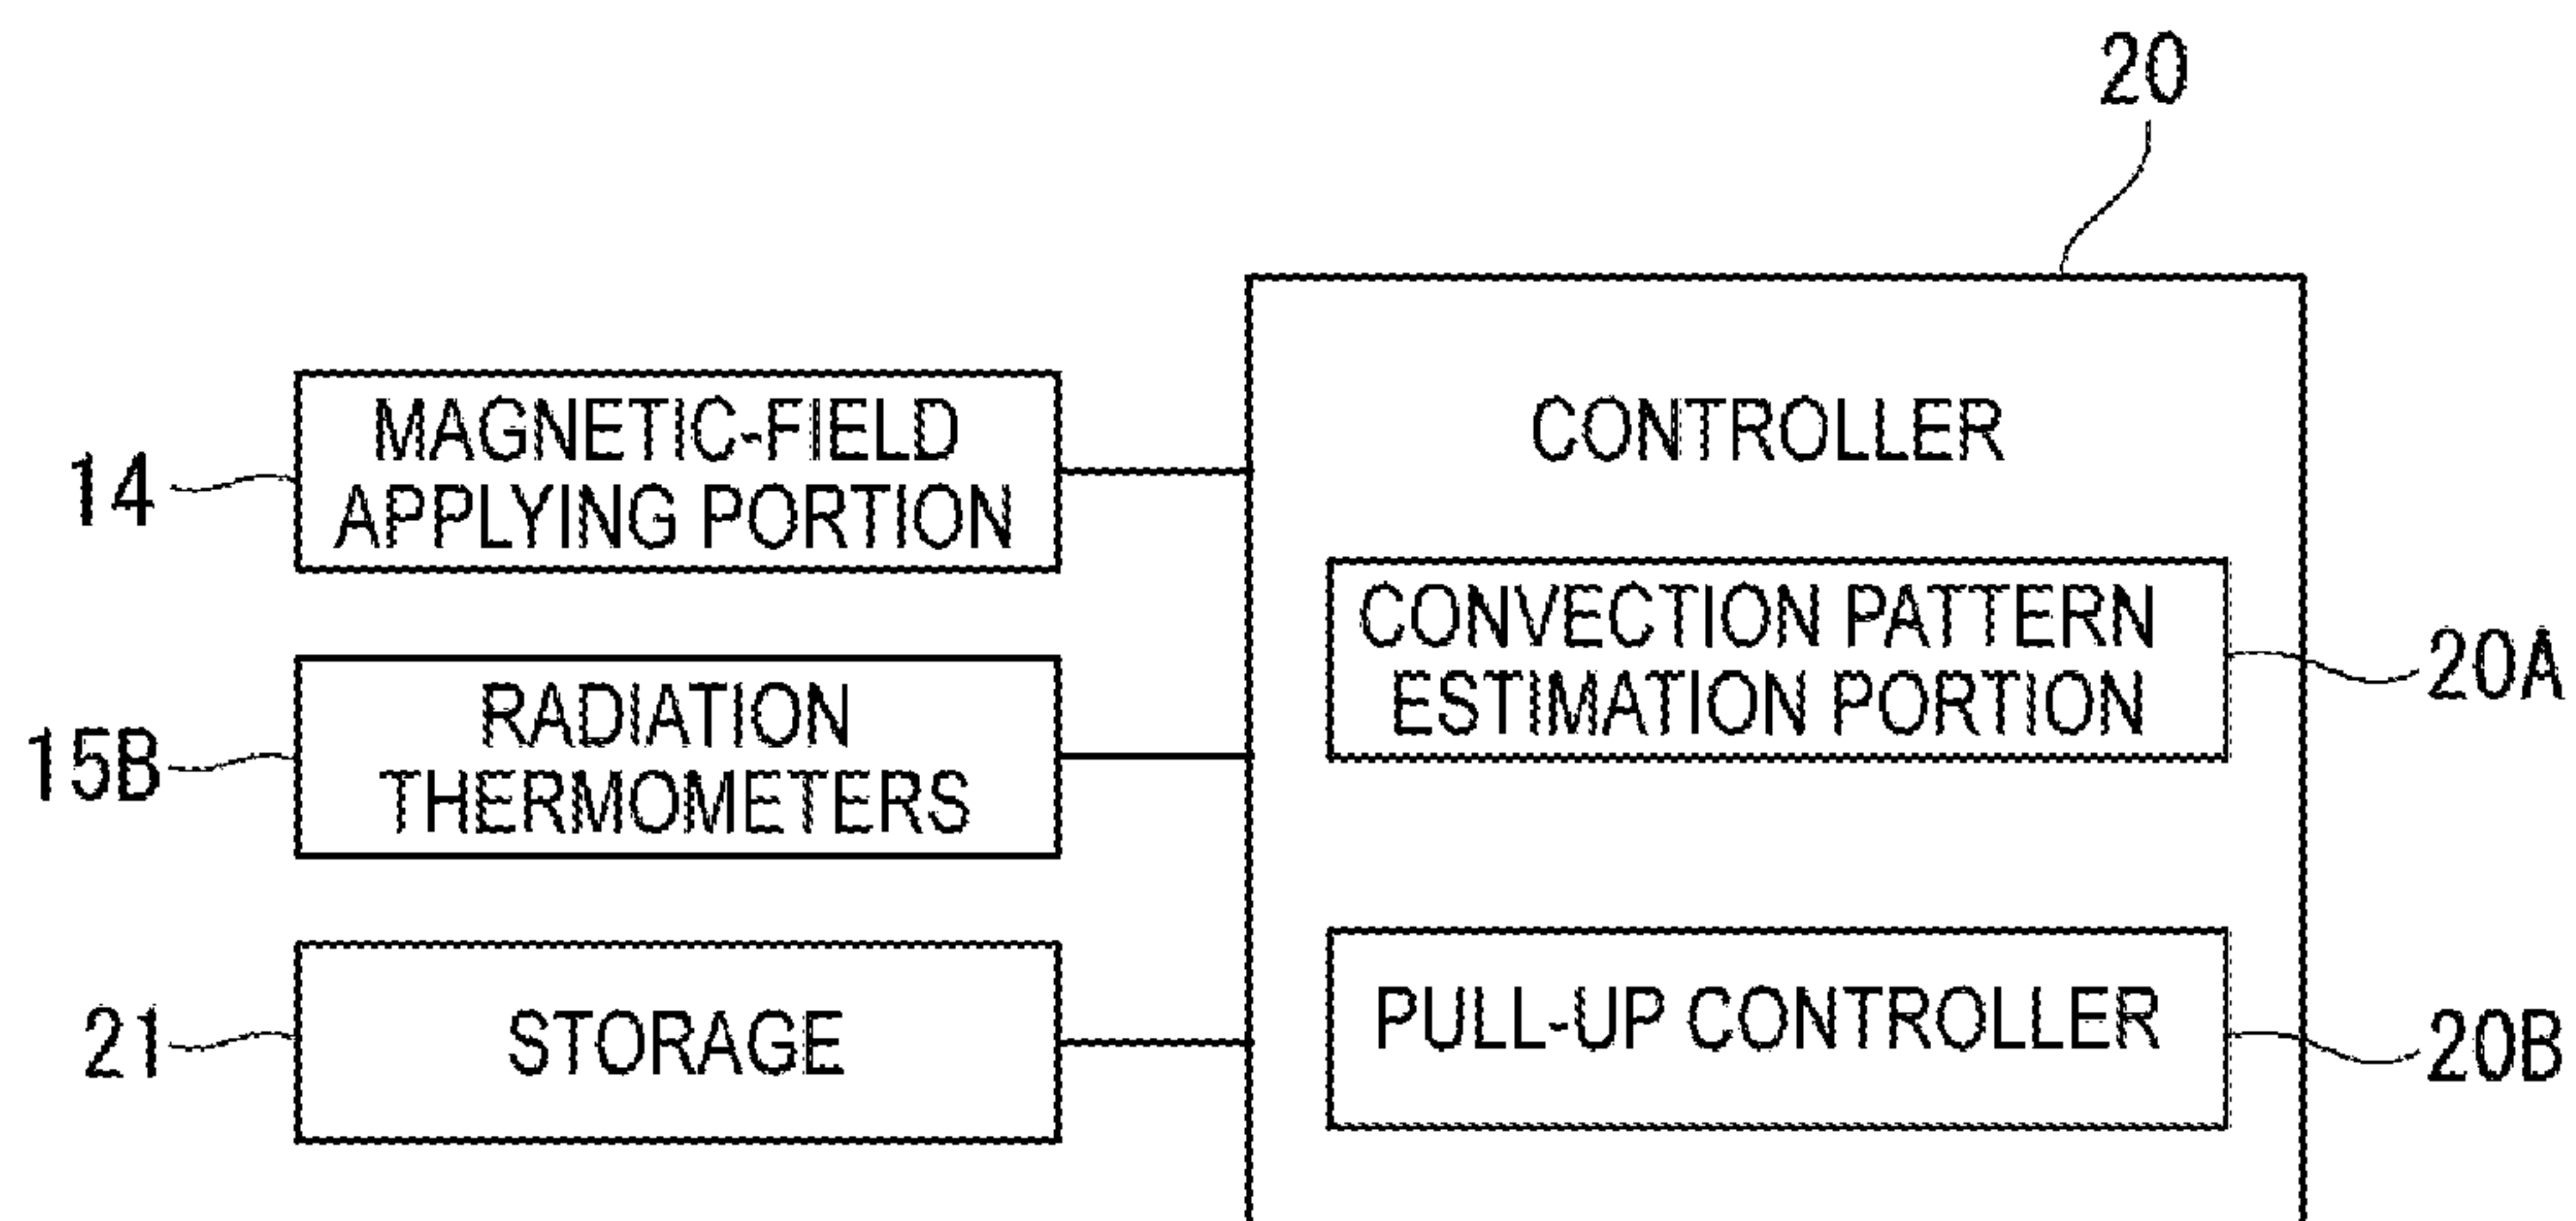 20
CONTROLLER
14
MAGNETIC-FIELD
APPLYING PORTION
CONVECTION PATTERN
ESTIMATION PORTION
20A
15B
RADIATION
THERMOMETERS
21
STORAGE
PULL-UP CONTROLLER
20B